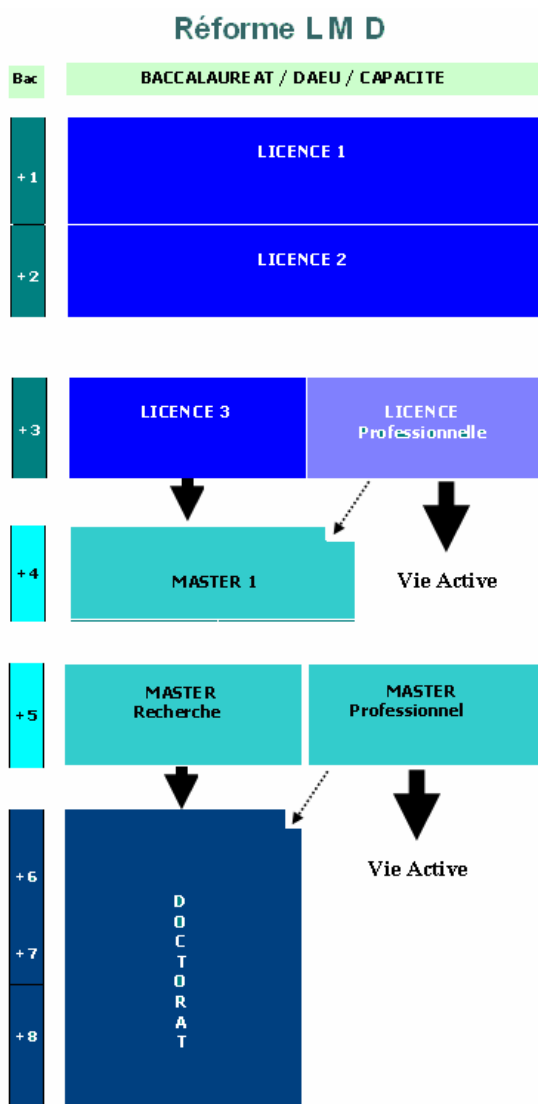 Réforme L M D
Bac
BACCALAUREAT / DAEU / CAPACITE
+1
LICENCE 1
+2
LICENCE 2
+3
LICENCE 3
LICENCE
Professionnelle
+4
MASTER 1
Vie Active
+5
MASTER
Recherche
MASTER
Professionnel
+6
Vie Active
+7
+8
DOCTORAT